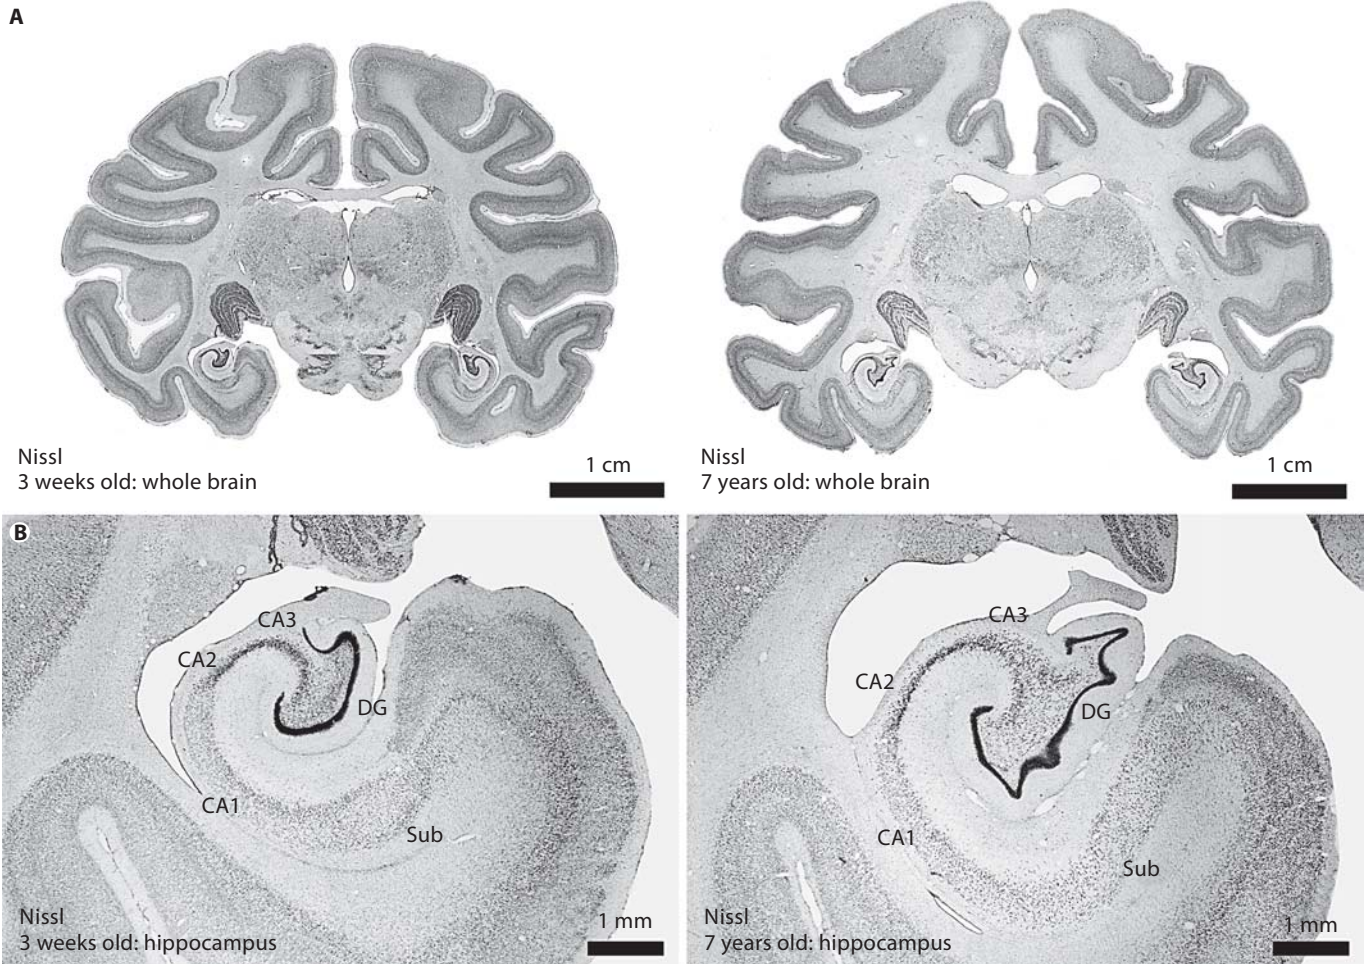 A
Nissl
3 weeks old: whole brain
1 cm
Nissl
7 years old: whole brain
1 cm
B
CA3
CA2
DG
CA1
Sub
Nissl
3 weeks old: hippocampus
1 mm
CA3
CA2
DG
CA1
Sub
Nissl
7 years old: hippocampus
1 mm